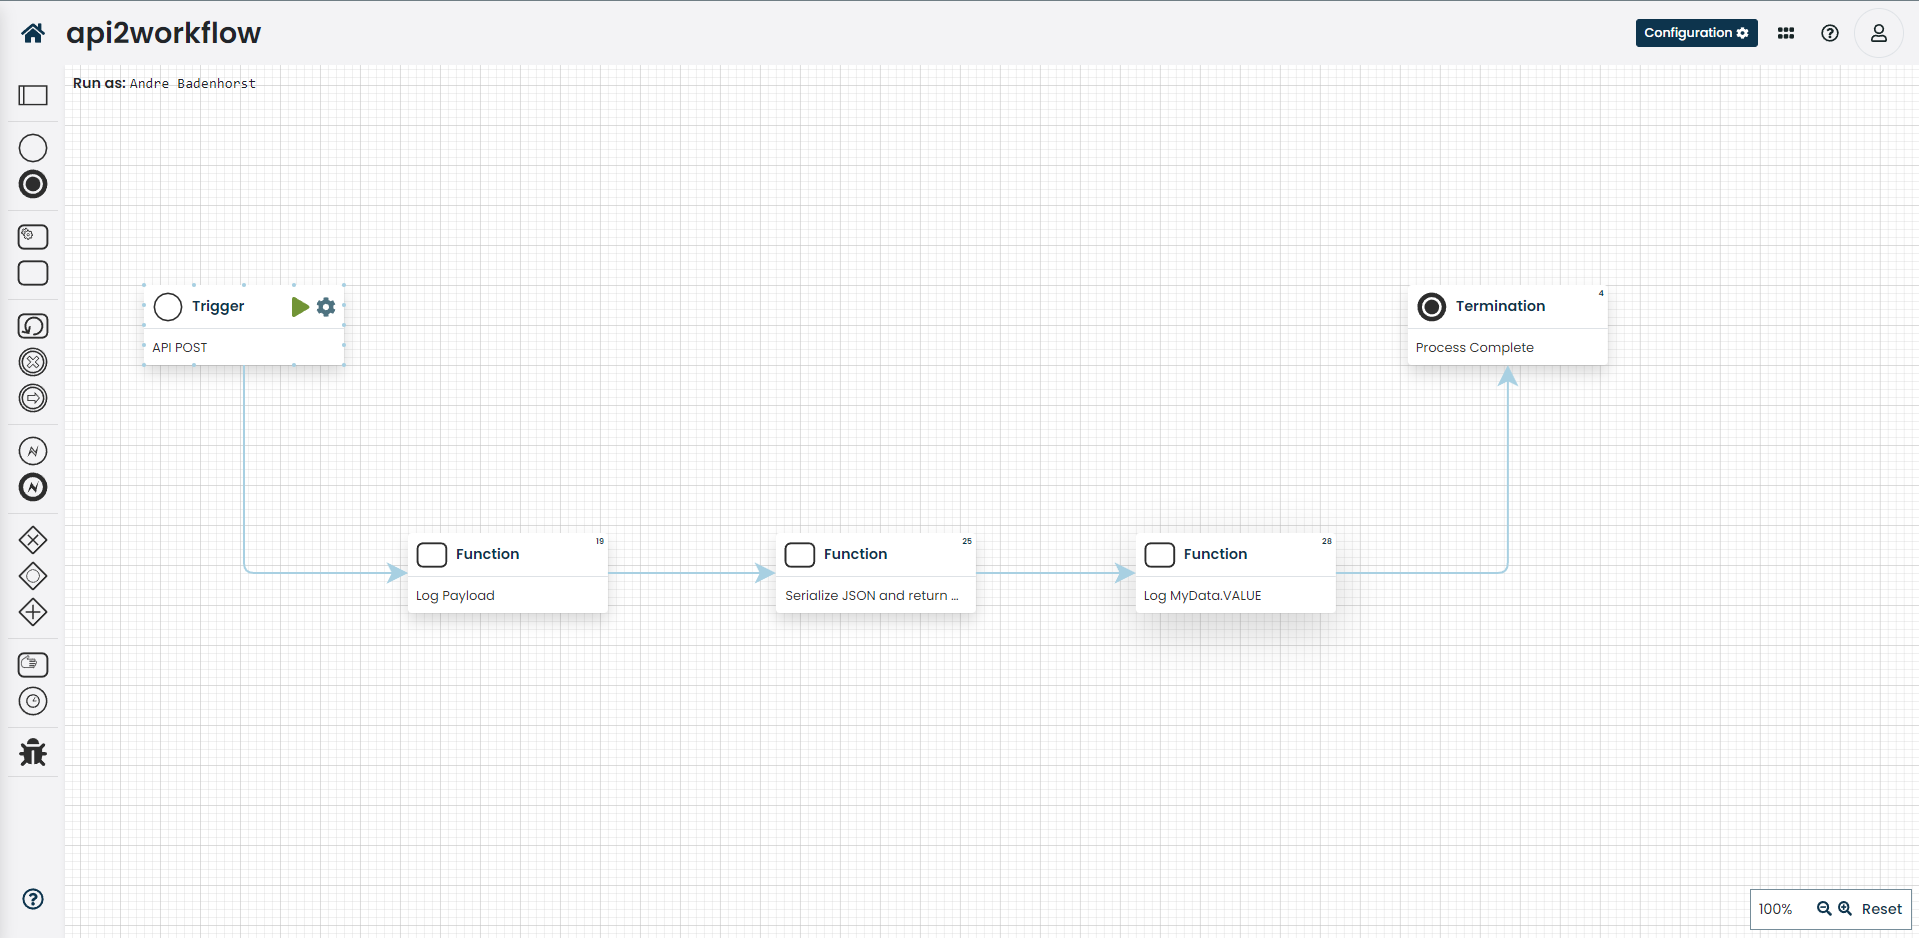 api2workflow
Configuration
Run as: Andre Badenhorst
Trigger
API POST
4
Termination
Process Complete
19
Function
Log Payload
25
Function
Serialize JSON and return ...
28
Function
Log MyData.VALUE
100%
Reset